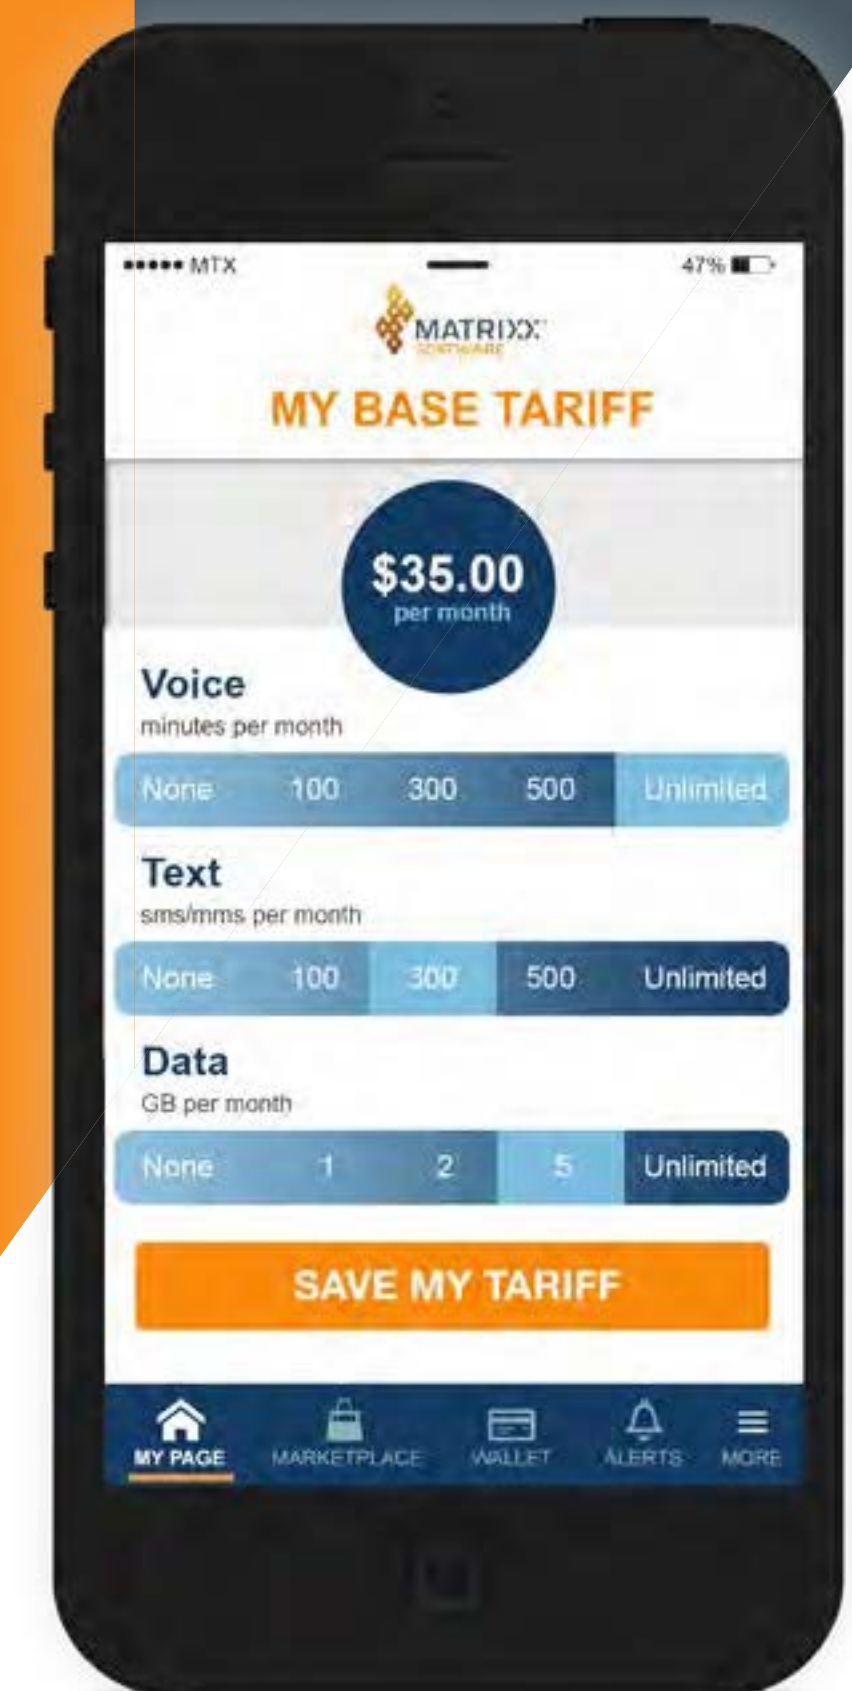 MTX 47%
MATRIXX
SOFTWARE
MY BASE TARIFF
$35.00
per month
Voice
minutes per month
None 100 300 500 Unlimited
Text
sms/mms per month
None 100 300 500 Unlimited
Data
GB per month
None 1 2 5 Unlimited
SAVE MY TARIFF
MY PAGE MARKETPLACE WALLET ALERTS MORE